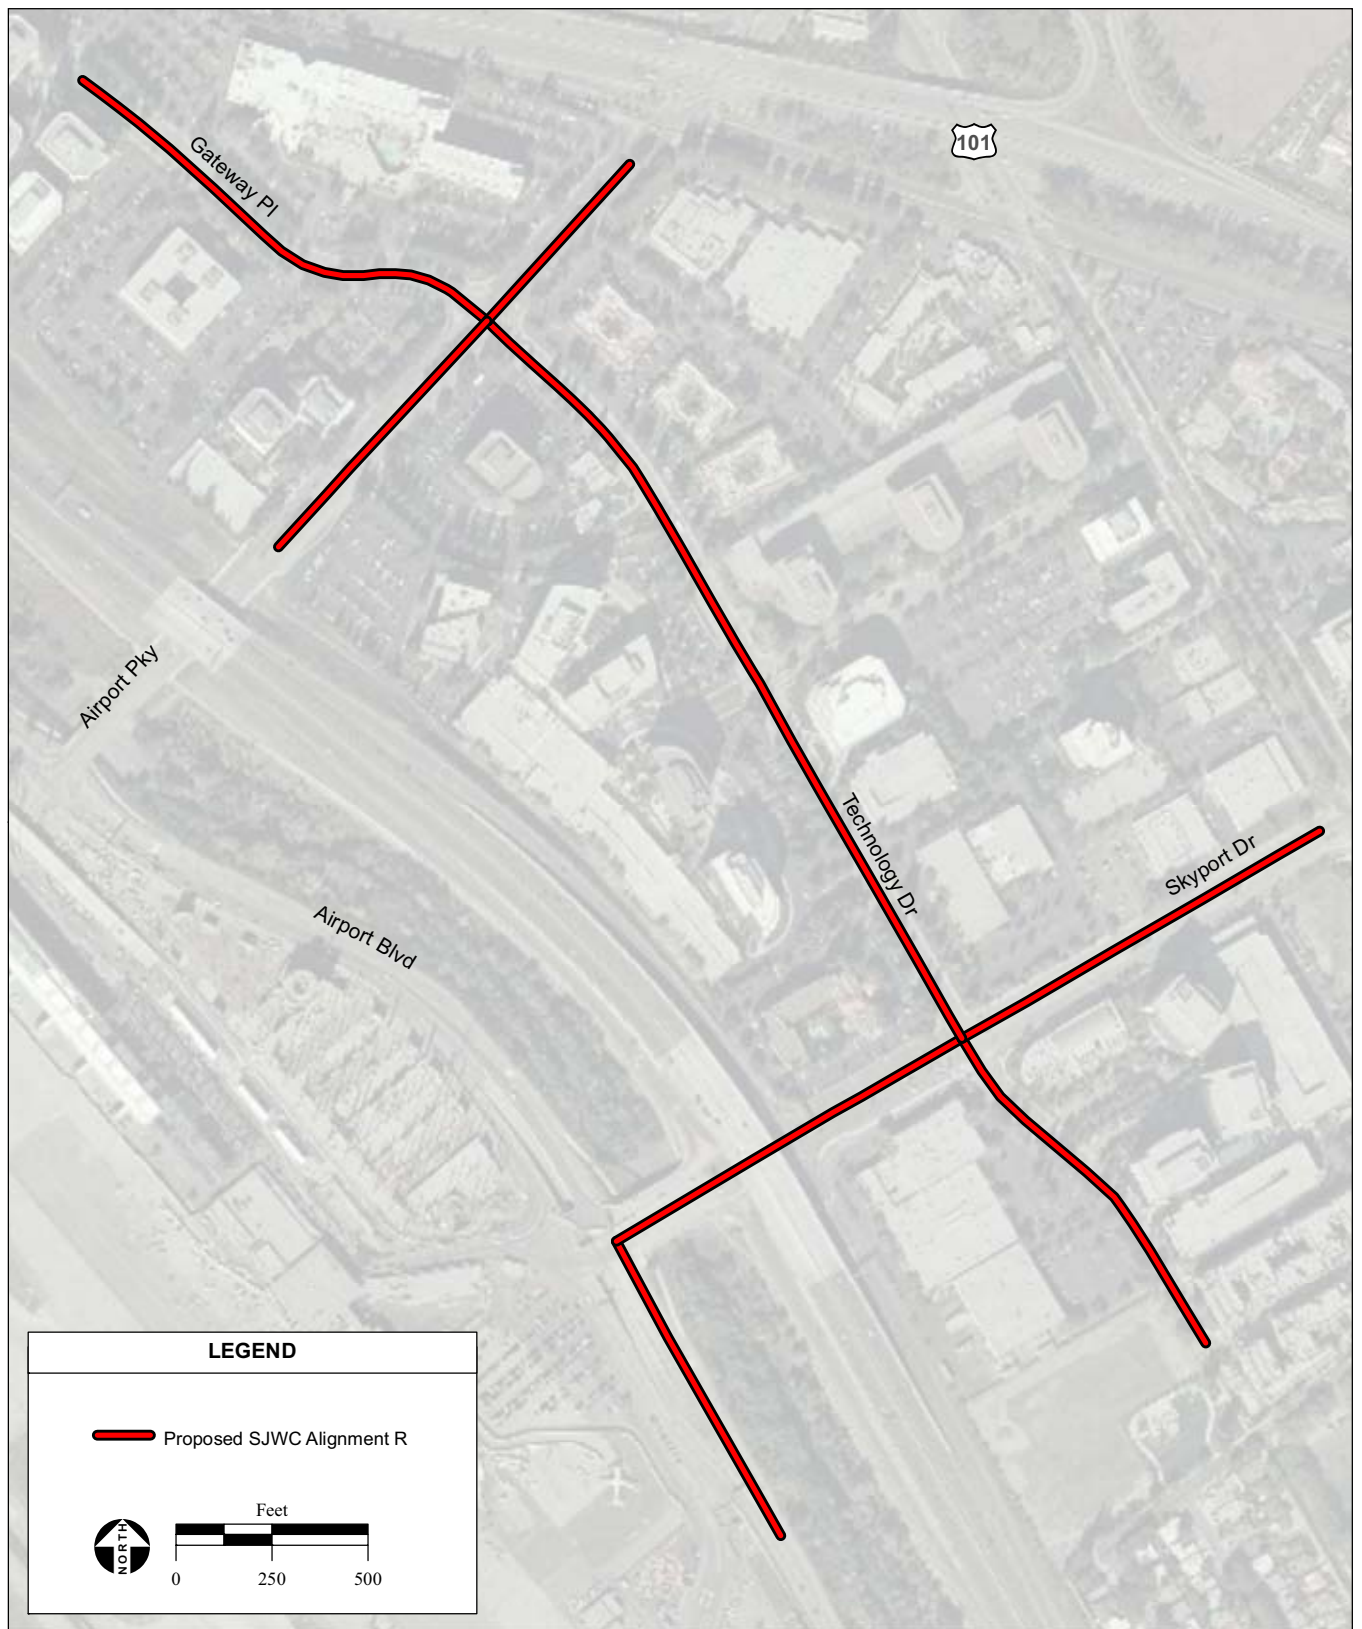 101
Gateway Pl
Airport Pky
Technology Dr
Skyport Dr
Airport Blvd
LEGEND
Proposed SJWC Alignment R
Feet
NORTH
0 250 500